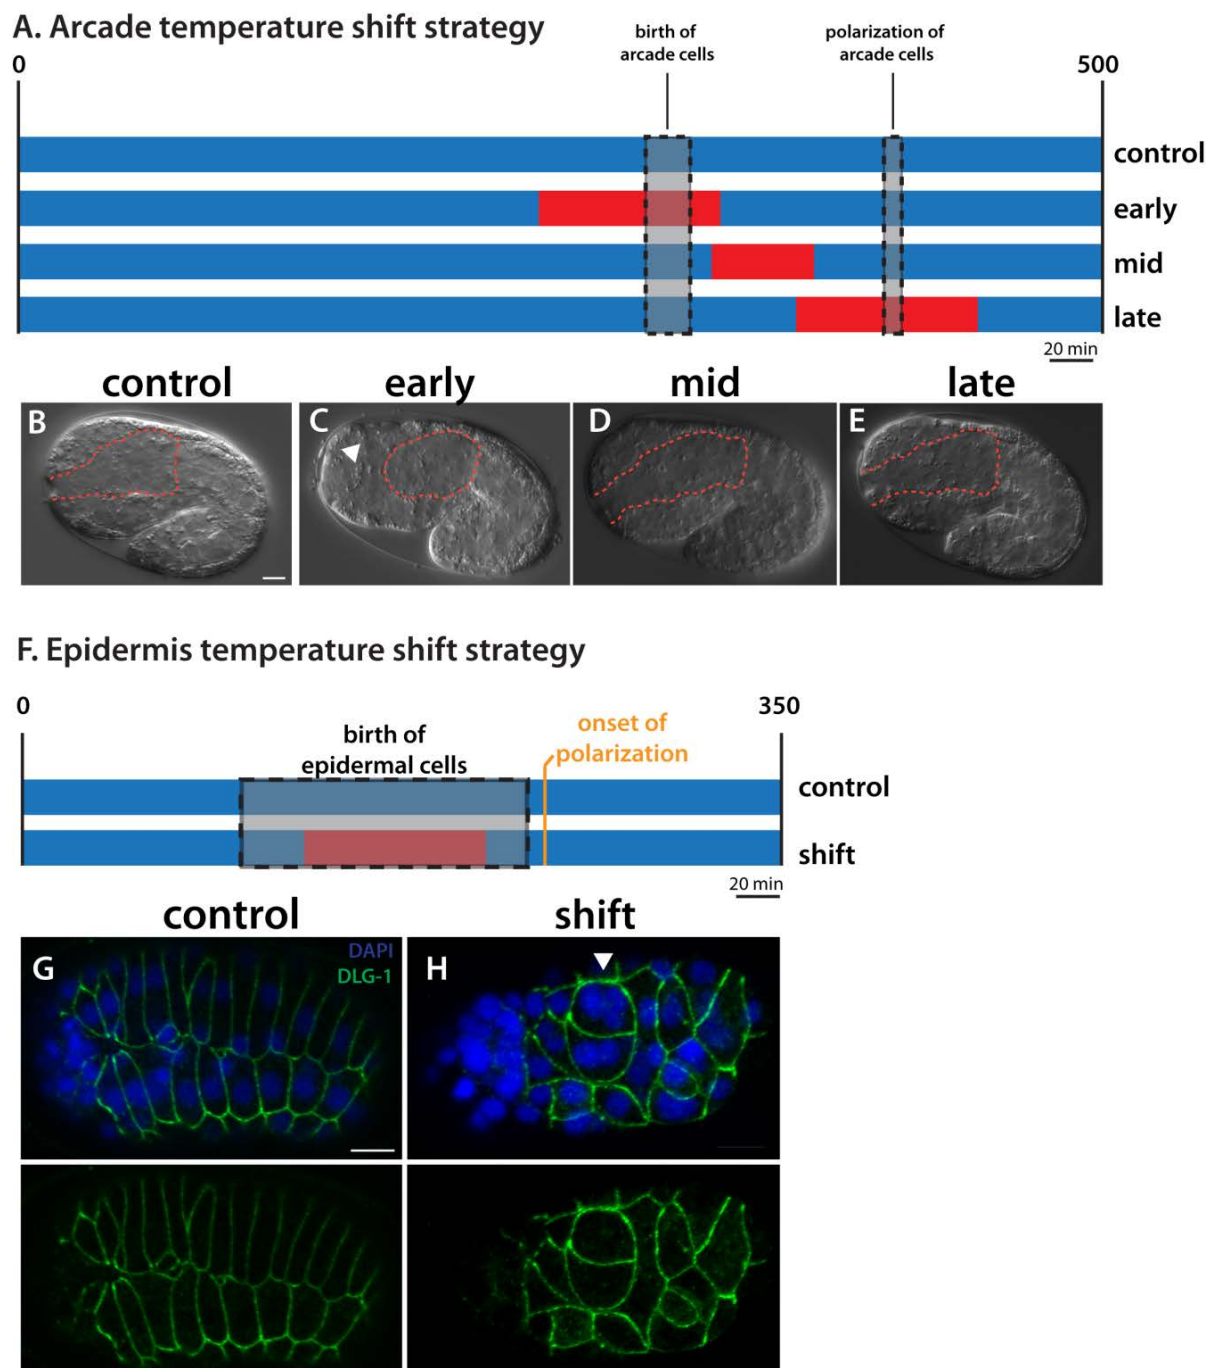 A. Arcade temperature shift strategy
birth of
arcade cells
polarization of
arcade cells
0
500
control
early
mid
late
20 min
control
early
mid
late
B
C
D
E
F. Epidermis temperature shift strategy
0
350
birth of
epidermal cells
onset of
polarization
control
shift
20 min
control
shift
G
DAPI
DLG-1
H